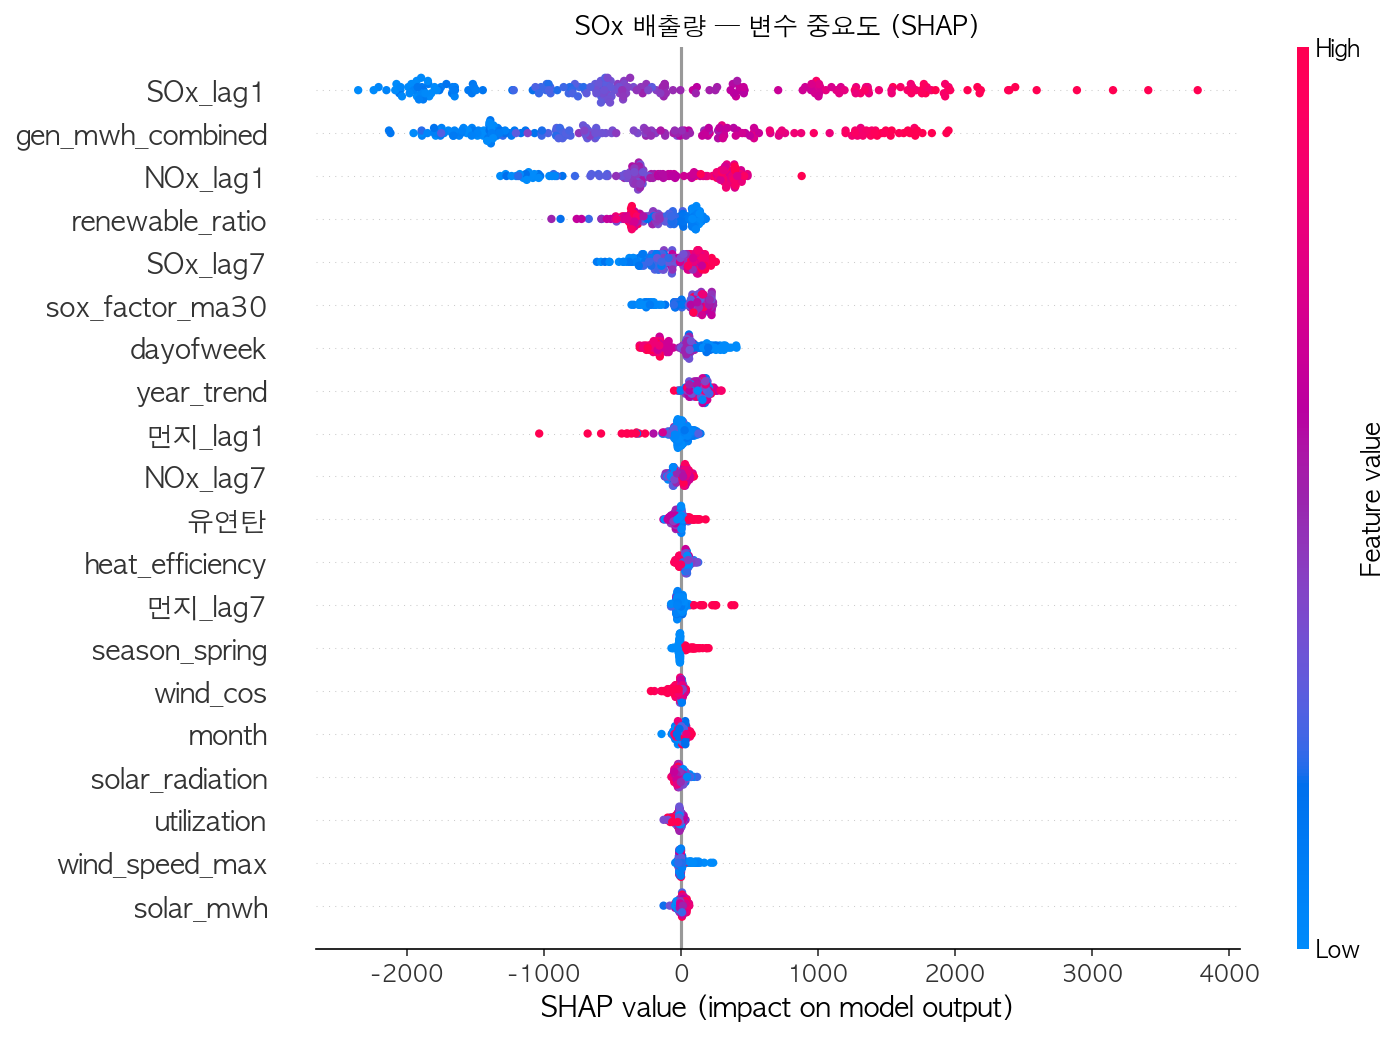 SOx 배출량 — 변수 중요도 (SHAP)
High
SOx_lag1
gen_mwh_combined
NOx_lag1
renewable_ratio
SOx_lag7
sox_factor_ma30
dayofweek
year_trend
먼지_lag1
NOx_lag7
유연탄
heat_efficiency
먼지_lag7
season_spring
wind_cos
month
solar_radiation
utilization
wind_speed_max
solar_mwh
Feature value
Low
-2000 -1000 0 1000 2000 3000 4000
SHAP value (impact on model output)